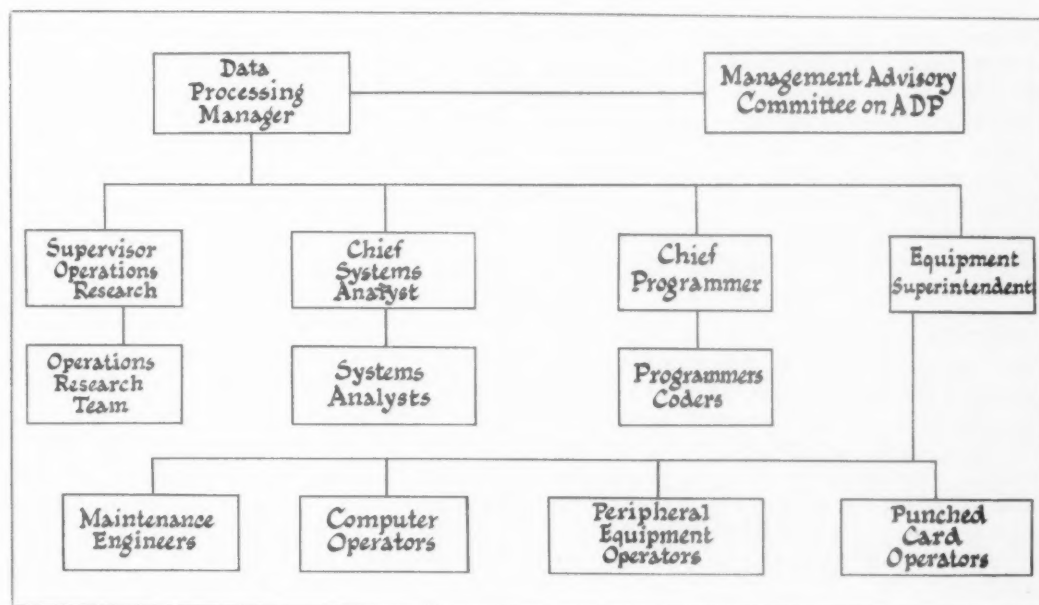 Data
Processing
Manager
Management Advisory
Committee on ADP
Supervisor
Operations
Research
Chief
Systems
Analyst
Chief
Programmer
Equipment
Superintendent
Operations
Research
Team
Systems
Analysts
Programmers
Coders
Maintenance
Engineers
Computer
Operators
Peripheral
Equipment
Operators
Punched
Card
Operators